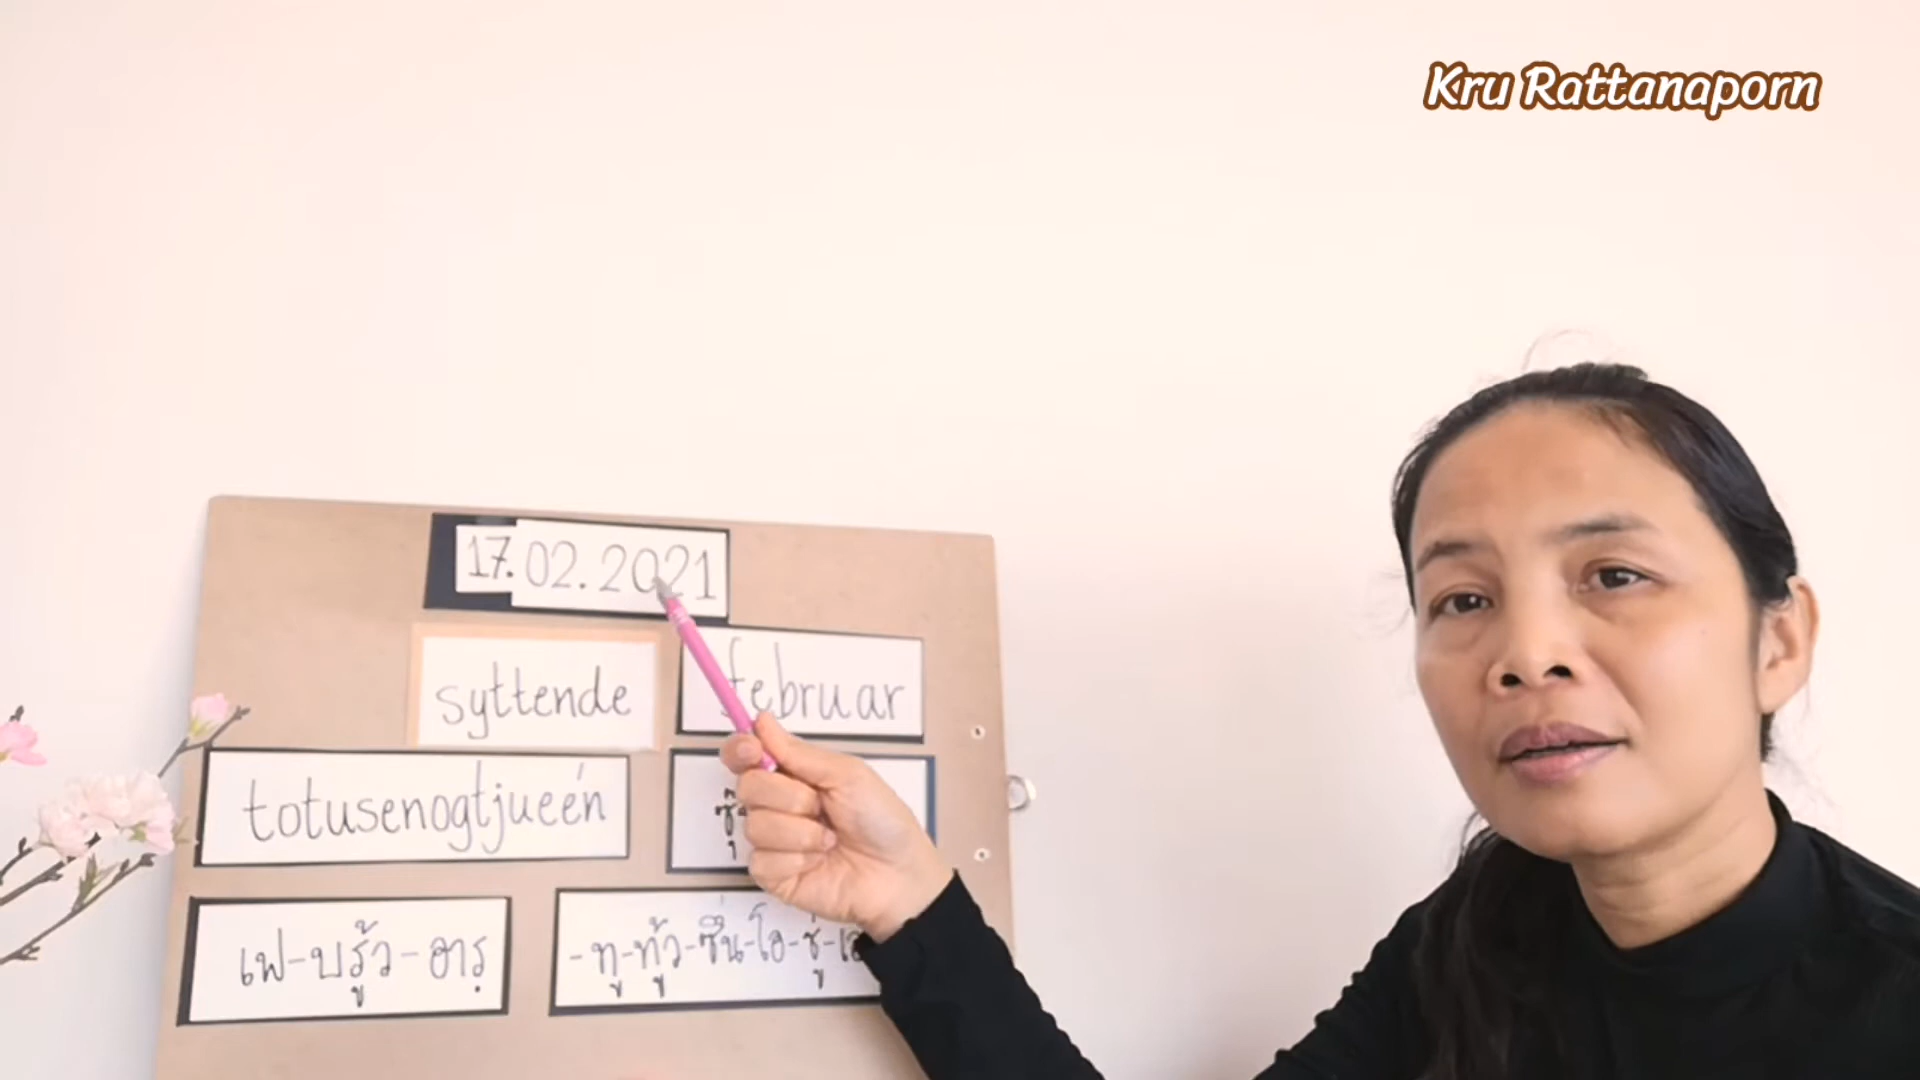 Kru Rattanaporn
17.02.2021
syttende februar
totusenogtjueén
เฟ-บรู้ว-อารฺ
-ทู-ทู้ว-ซึ่น-โอ-ชู่-